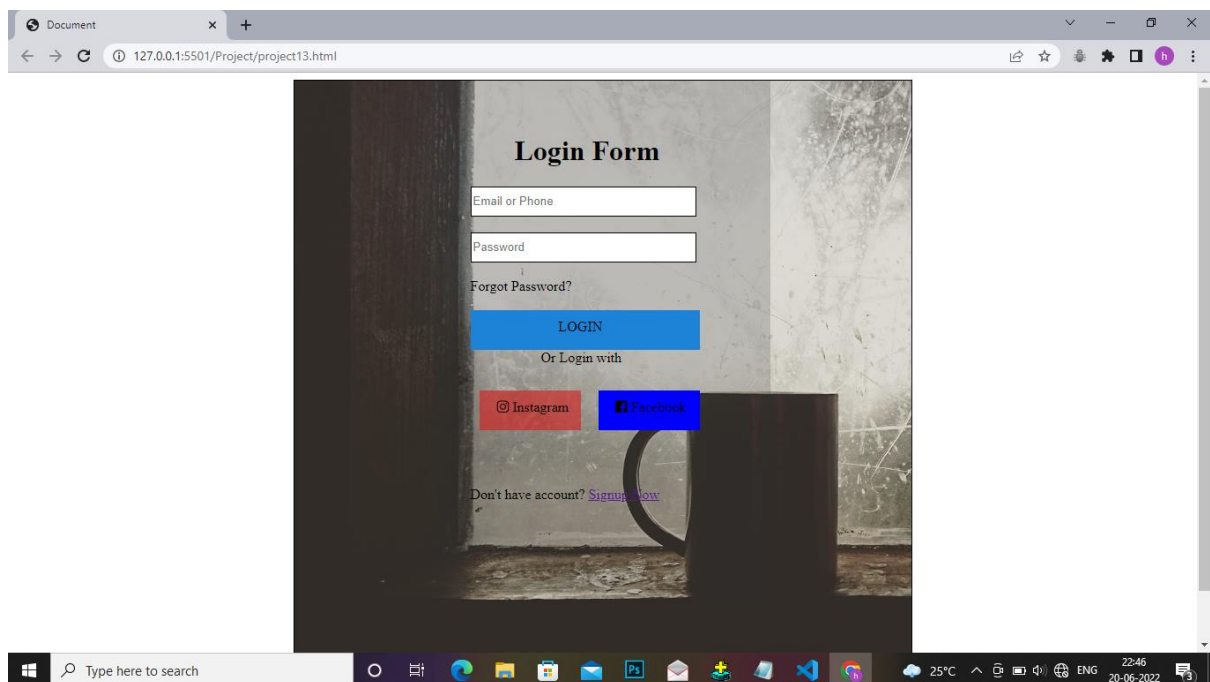 Document
127.0.0.1:5501/Project/project13.html
h
Login Form
Email or Phone
Password
Forgot Password?
LOGIN
Or Login with
Instagram Facebook
Don't have account? Signup Now
Type here to search
Ps
25°C ENG 22:46
20-06-2022
3